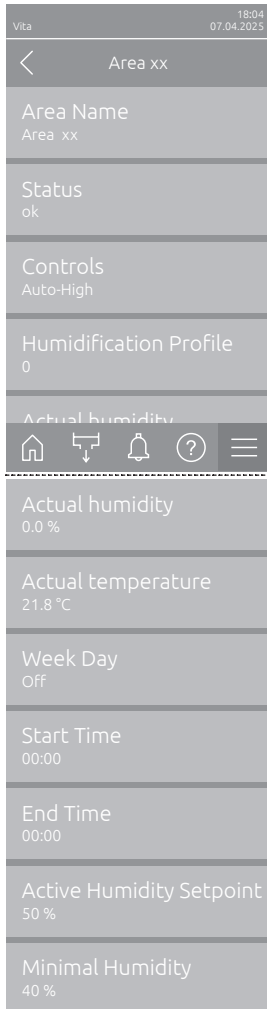 18:04
Vita 07.04.2025
Area xx
Area Name
Area xx
Status
ok
Controls
Auto-High
Humidification Profile
0
Actual humidity
?
Actual humidity
0.0 %
Actual temperature
21.8 °C
Week Day
Off
Start Time
00:00
End Time
00:00
Active Humidity Setpoint
50 %
Minimal Humidity
40 %